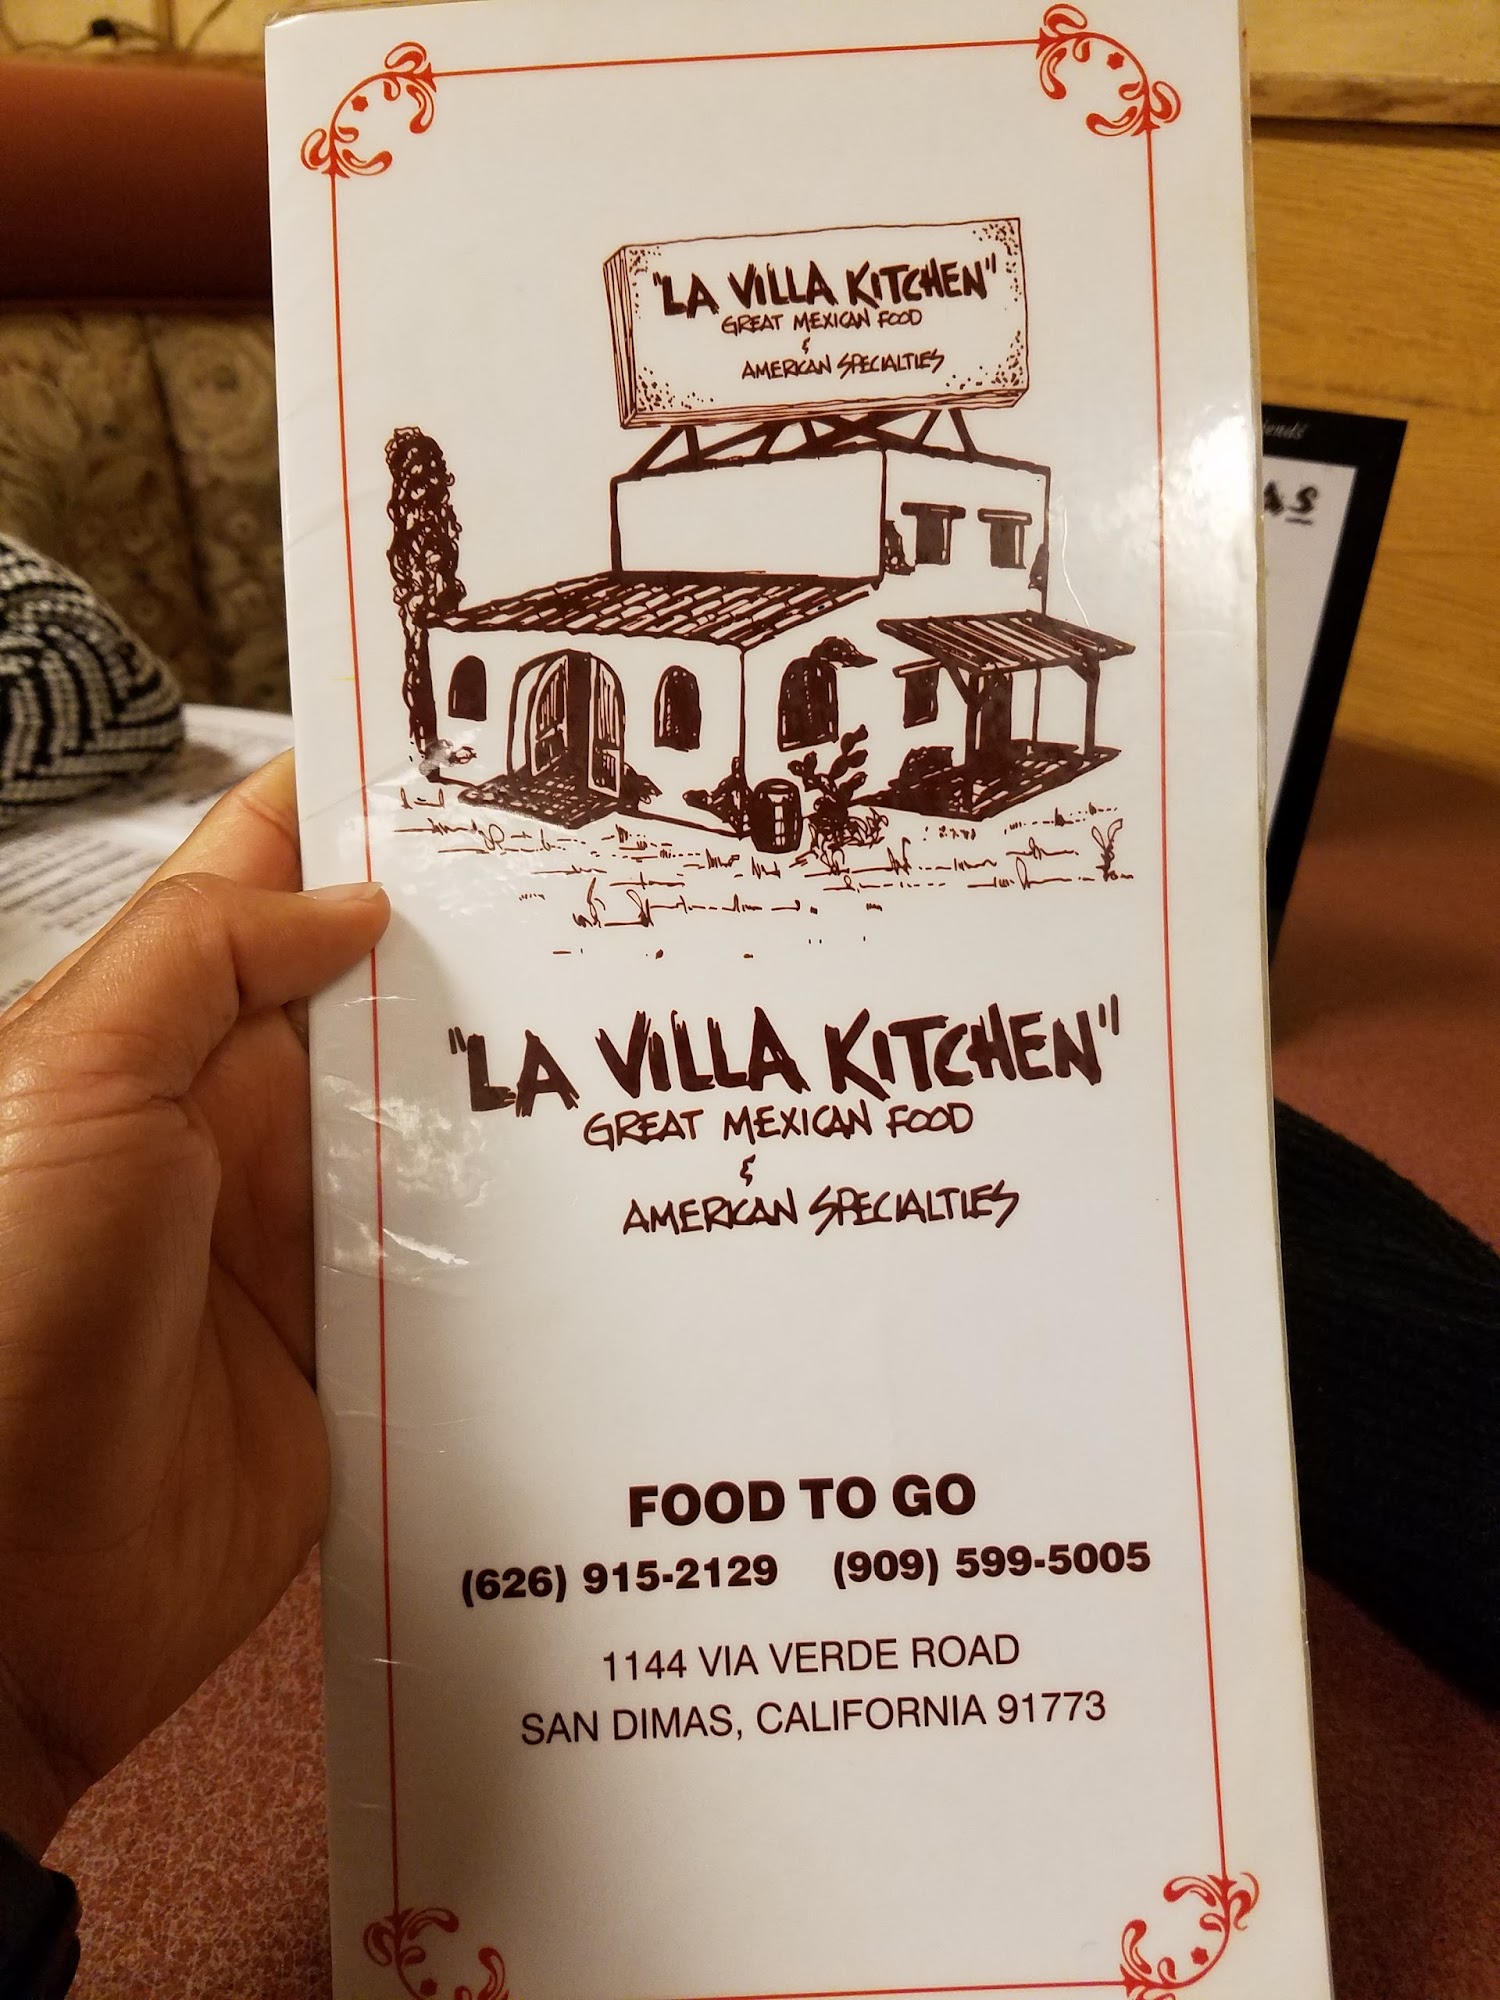 "LA VILLA KITCHEN"
GREAT MEXICAN FOOD
&
AMERICAN SPECIALTIES
"LA VILLA KITCHEN"
GREAT MEXICAN FOOD
&
AMERICAN SPECIALTIES
FOOD TO GO
(626) 915-2129 (909) 599-5005
1144 VIA VERDE ROAD
SAN DIMAS, CALIFORNIA 91773